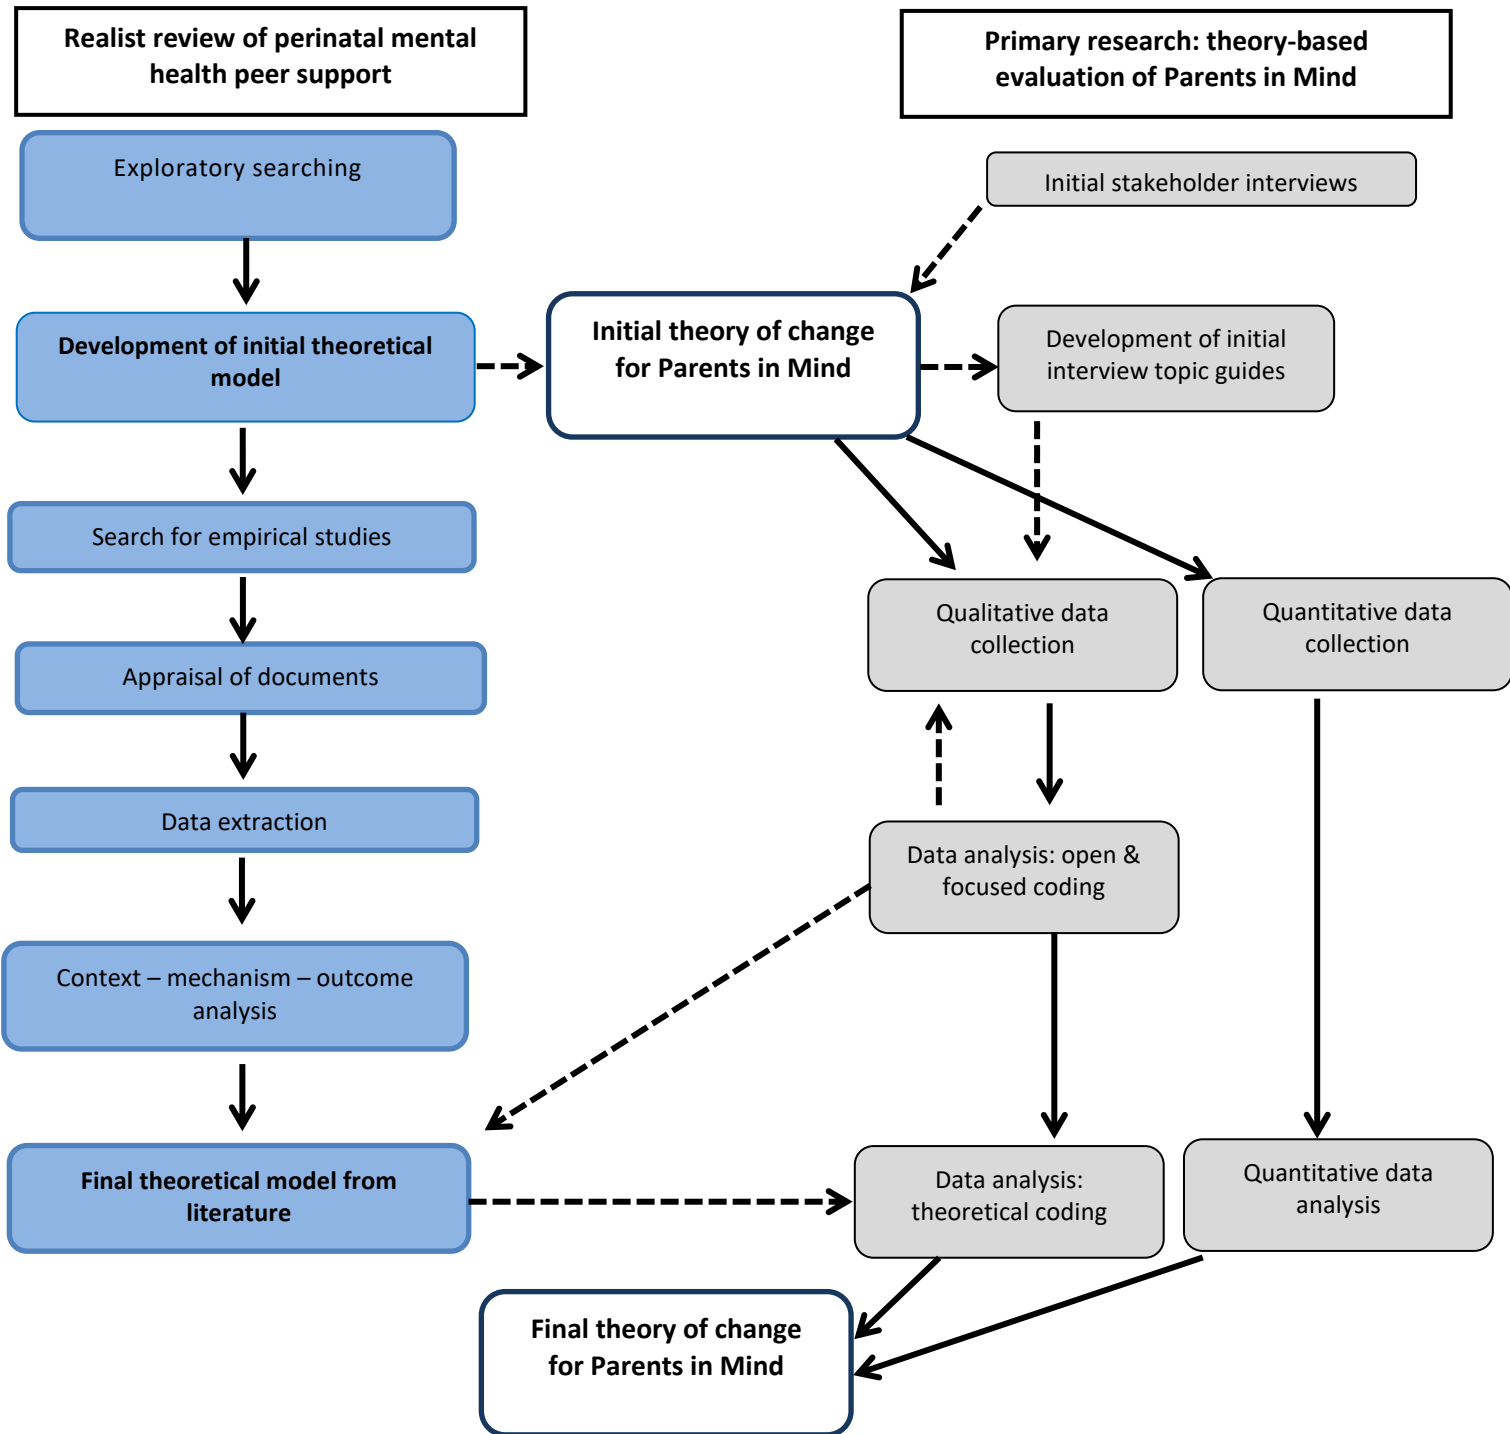 Realist review of perinatal mental
health peer support
Primary research: theory-based
evaluation of Parents in Mind
Exploratory searching
Initial stakeholder interviews
Development of initial theoretical
model
Initial theory of change
for Parents in Mind
Development of initial
interview topic guides
Search for empirical studies
Qualitative data
collection
Quantitative data
collection
Appraisal of documents
Data extraction
Data analysis: open &
focused coding
Context – mechanism – outcome
analysis
Final theoretical model from
literature
Data analysis:
theoretical coding
Quantitative data
analysis
Final theory of change
for Parents in Mind